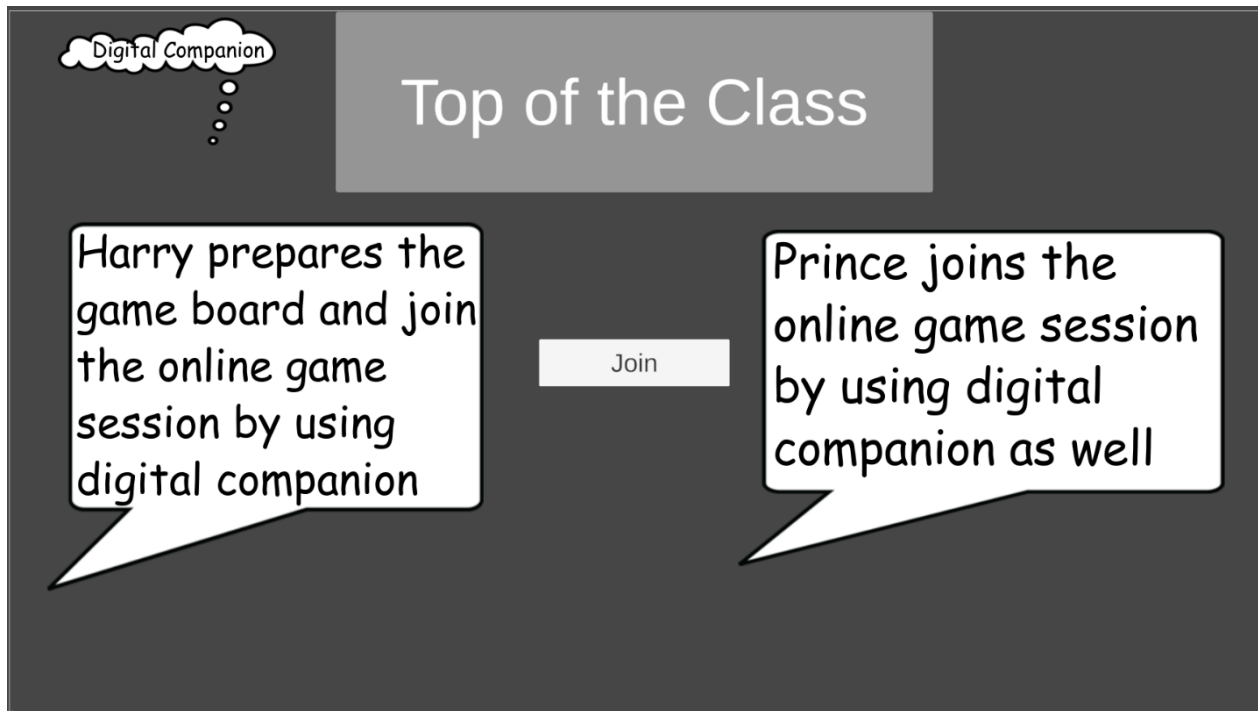 Digital Companion
Top of the Class
Harry prepares the
game board and join
the online game
session by using
digital companion
Join
Prince joins the
online game session
by using digital
companion as well